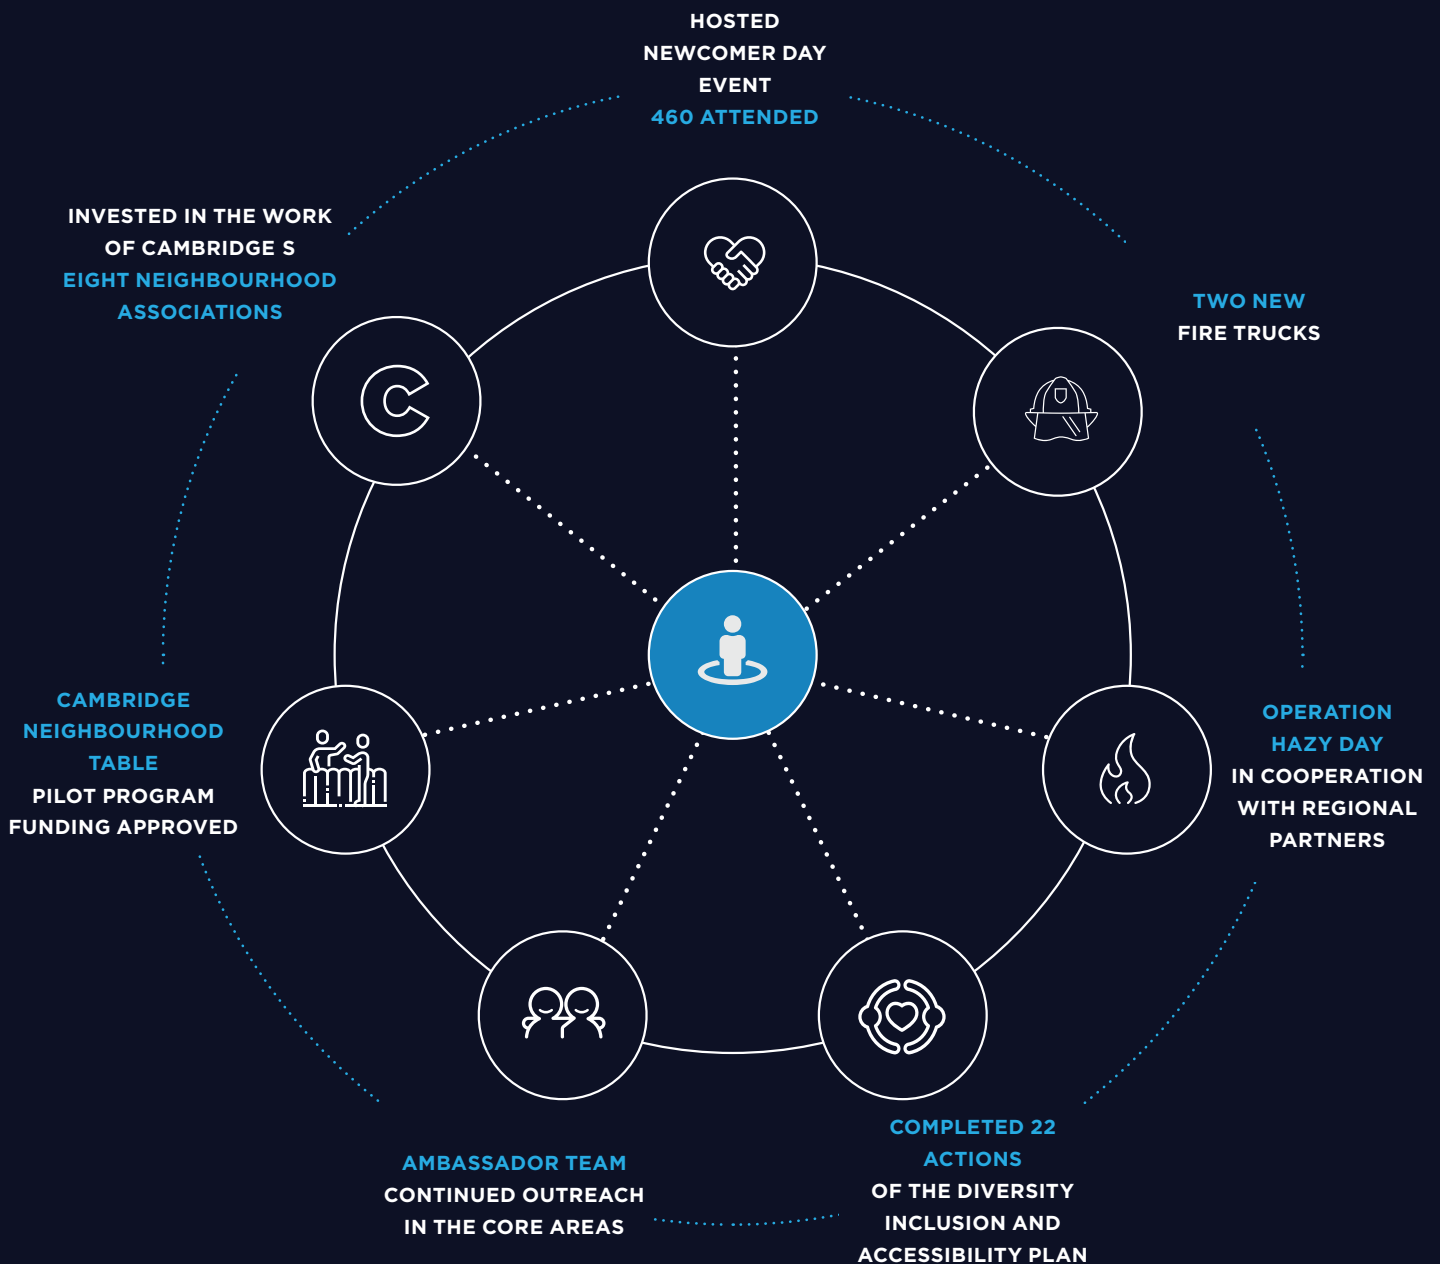 HOSTED
NEWCOMER DAY
EVENT
460 ATTENDED
INVESTED IN THE WORK
OF CAMBRIDGE S
EIGHT NEIGHBOURHOOD
ASSOCIATIONS
TWO NEW
FIRE TRUCKS
CAMBRIDGE
NEIGHBOURHOOD
TABLE
PILOT PROGRAM
FUNDING APPROVED
OPERATION
HAZY DAY
IN COOPERATION
WITH REGIONAL
PARTNERS
AMBASSADOR TEAM
CONTINUED OUTREACH
IN THE CORE AREAS
COMPLETED 22
ACTIONS
OF THE DIVERSITY
INCLUSION AND
ACCESSIBILITY PLAN